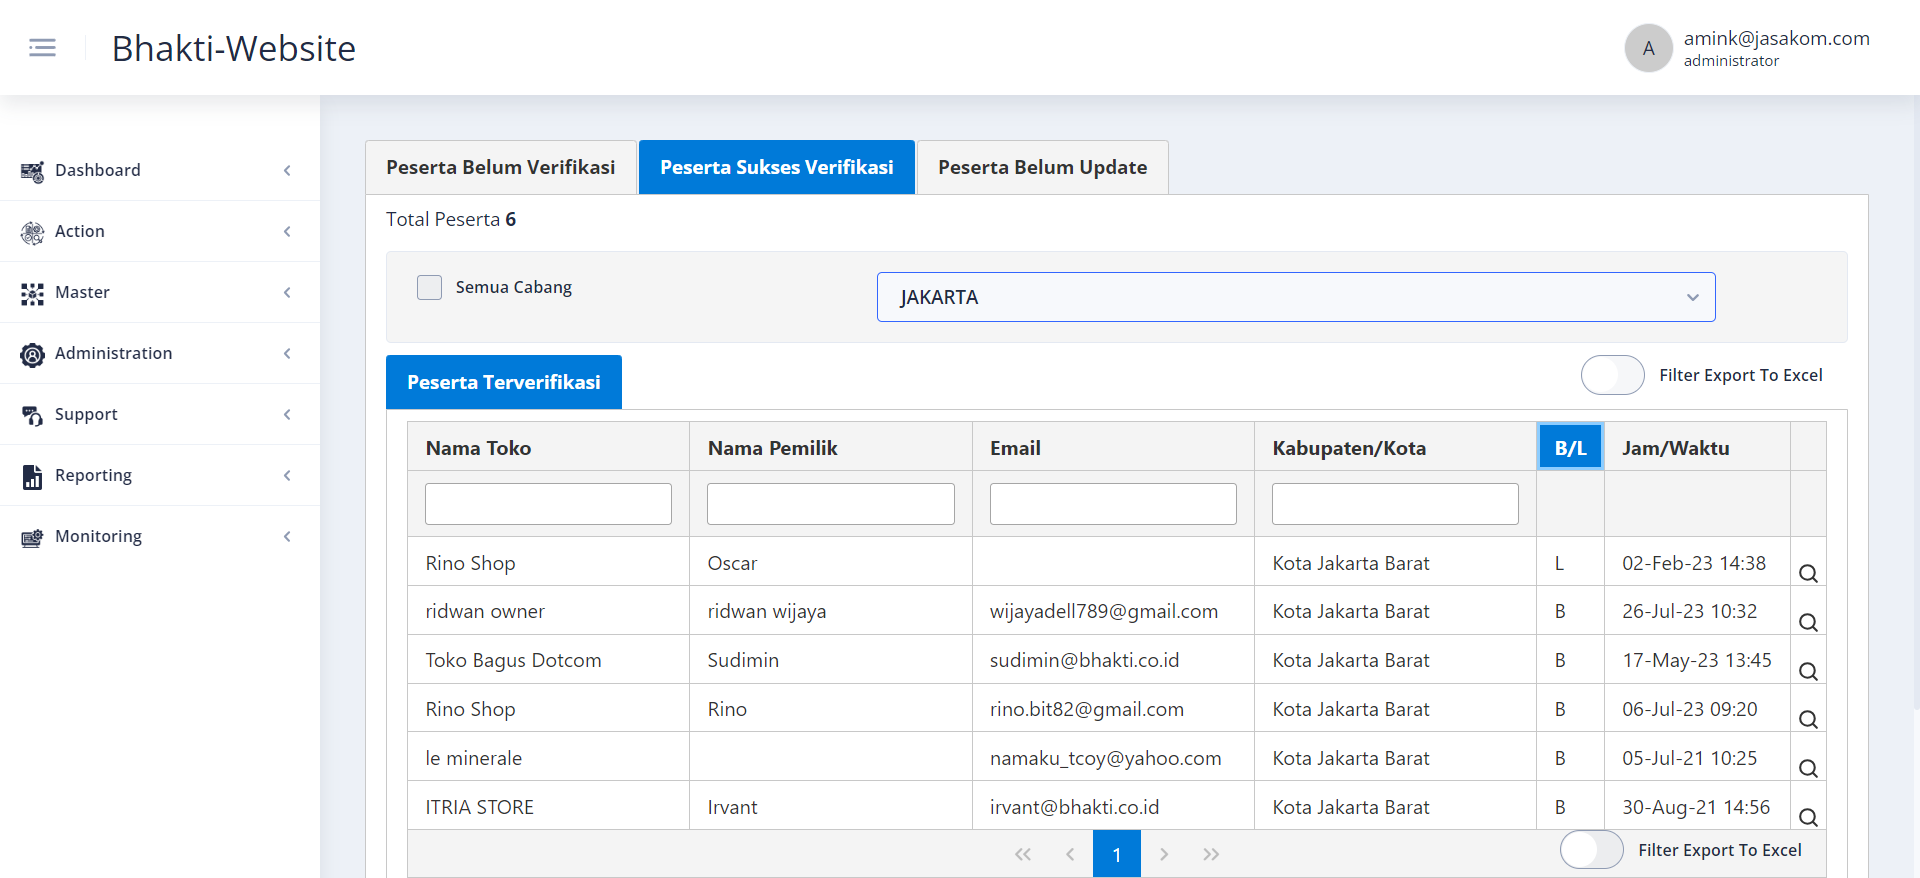 Bhakti-Website
A
amink@jasakom.com
administrator
Dashboard
Action
Master
Administration
Support
Reporting
Monitoring
Peserta Belum Verifikasi
Peserta Sukses Verifikasi
Peserta Belum Update
Total Peserta 6
Semua Cabang
JAKARTA
Peserta Terverifikasi
Filter Export To Excel
Nama Toko Nama Pemilik Email Kabupaten/Kota B/L Jam/Waktu
Rino Shop Oscar Kota Jakarta Barat L 02-Feb-23 14:38
ridwan owner ridwan wijaya wijayadell789@gmail.com Kota Jakarta Barat B 26-Jul-23 10:32
Toko Bagus Dotcom Sudimin sudimin@bhakti.co.id Kota Jakarta Barat B 17-May-23 13:45
Rino Shop Rino rino.bit82@gmail.com Kota Jakarta Barat B 06-Jul-23 09:20
le minerale namaku_tcoy@yahoo.com Kota Jakarta Barat B 05-Jul-21 10:25
ITRIA STORE Irvant irvant@bhakti.co.id Kota Jakarta Barat B 30-Aug-21 14:56
1
Filter Export To Excel